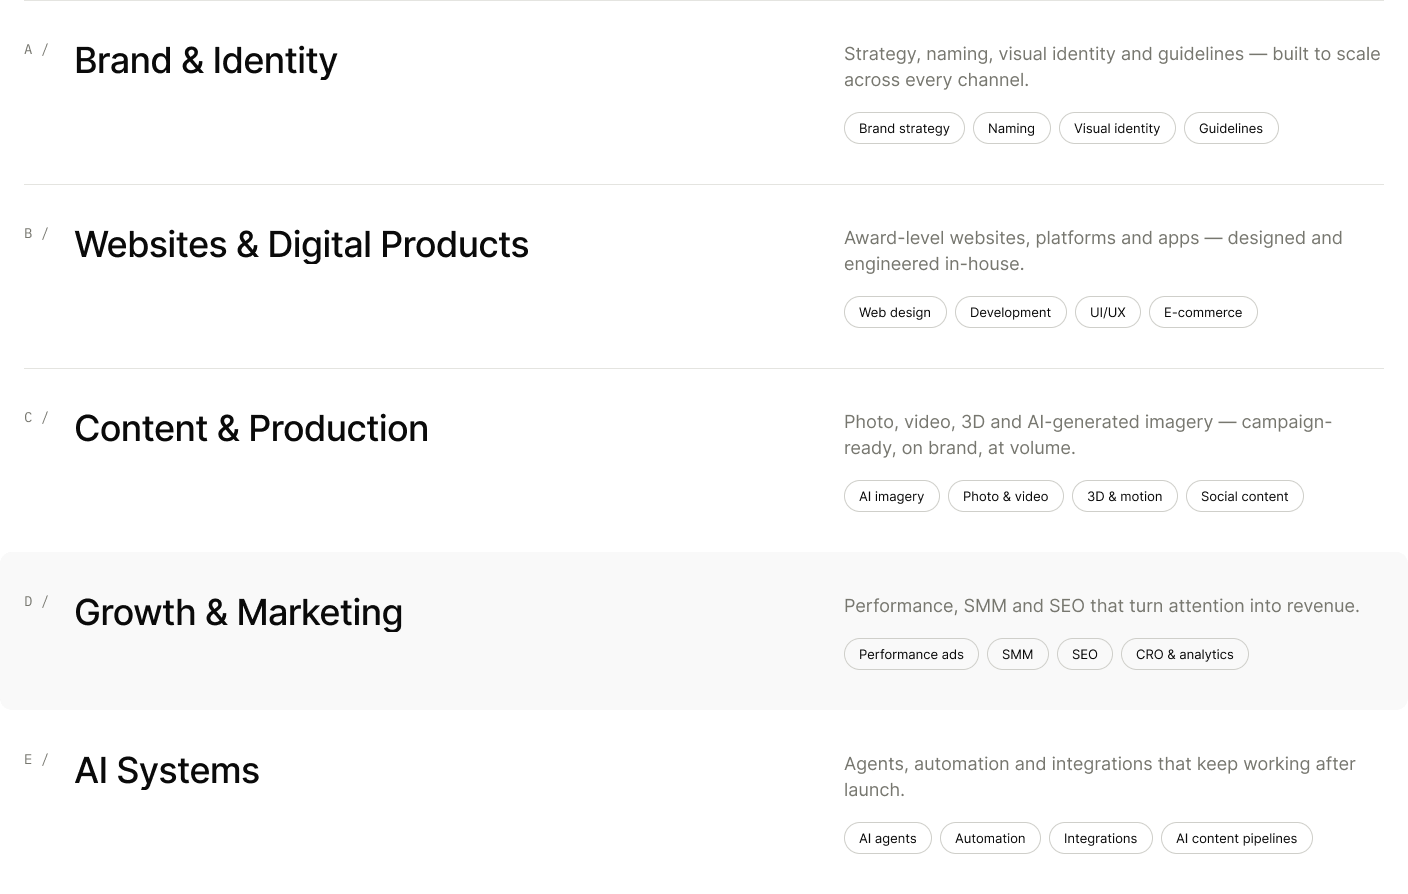 A /
Brand & Identity
Strategy, naming, visual identity and guidelines — built to scale
across every channel.
Brand strategy
Naming
Visual identity
Guidelines
B /
Websites & Digital Products
Award-level websites, platforms and apps — designed and
engineered in-house.
Web design
Development
UI/UX
E-commerce
C /
Content & Production
Photo, video, 3D and AI-generated imagery — campaign-
ready, on brand, at volume.
AI imagery
Photo & video
3D & motion
Social content
D /
Growth & Marketing
Performance, SMM and SEO that turn attention into revenue.
Performance ads
SMM
SEO
CRO & analytics
E /
AI Systems
Agents, automation and integrations that keep working after
launch.
AI agents
Automation
Integrations
AI content pipelines